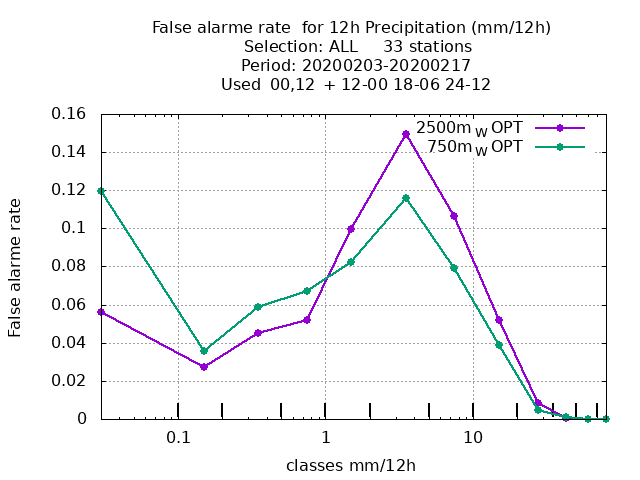 False alarme rate  for 12h Precipitation (mm/12h)
Selection: ALL     33 stations
Period: 20200203-20200217
Used  00,12  + 12-00 18-06 24-12
2500m W OPT
750m W OPT
0.16
0.14
0.12
0.1
0.08
0.06
0.04
0.02
0
False alarme rate
0.1 1 10
classes mm/12h